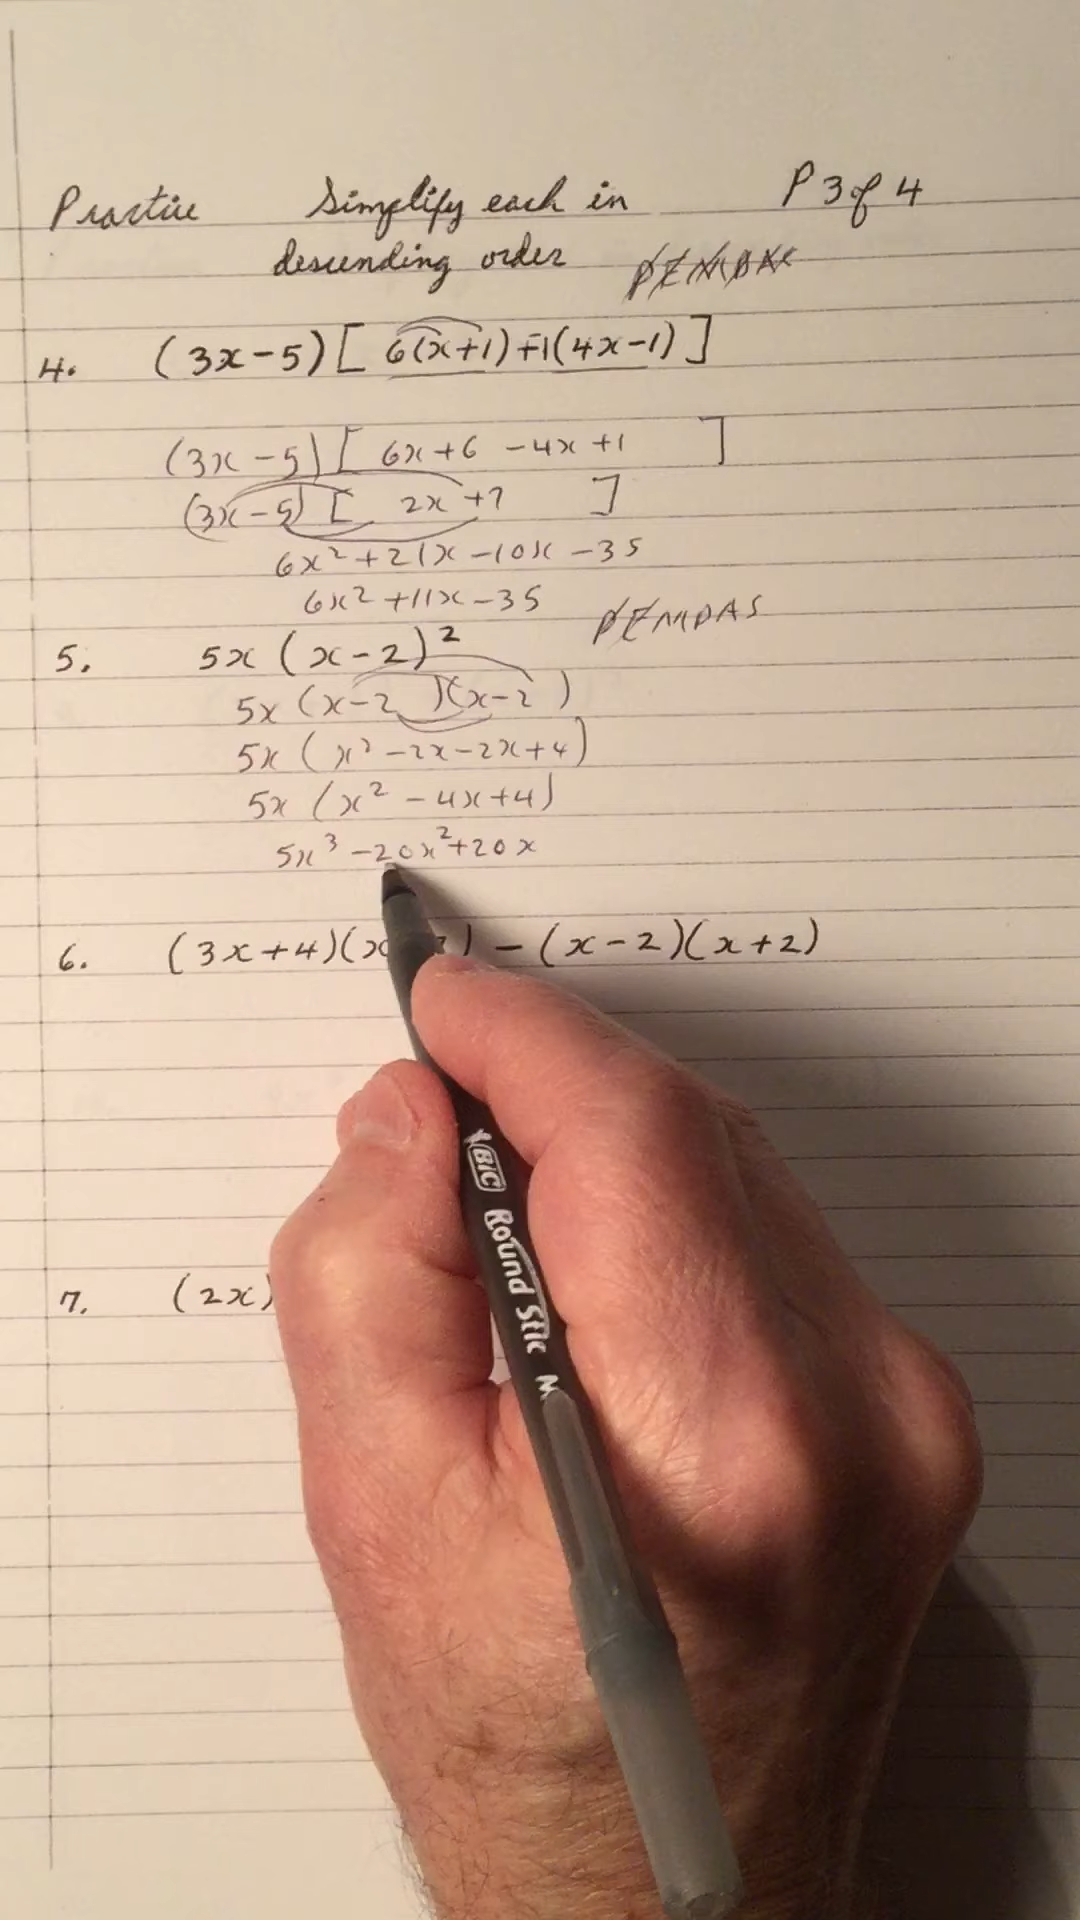 Practice Simplify each in P 3 of 4
descending order PEMDAS
4. (3x-5)[6(x+1)+-1(4x-1)]
(3x-5)[6x+6-4x+1]
(3x-5)[2x+7]
6x²+21x-10x-35
6x²+11x-35
PEMDAS
5. 5x(x-2)²
5x(x-2)(x-2)
5x(x²-2x-2x+4)
5x(x²-4x+4)
5x³-20x²+20x
6. (3x+4)(x ) - (x-2)(x+2)
7. (2x)
BIC Round Stic M